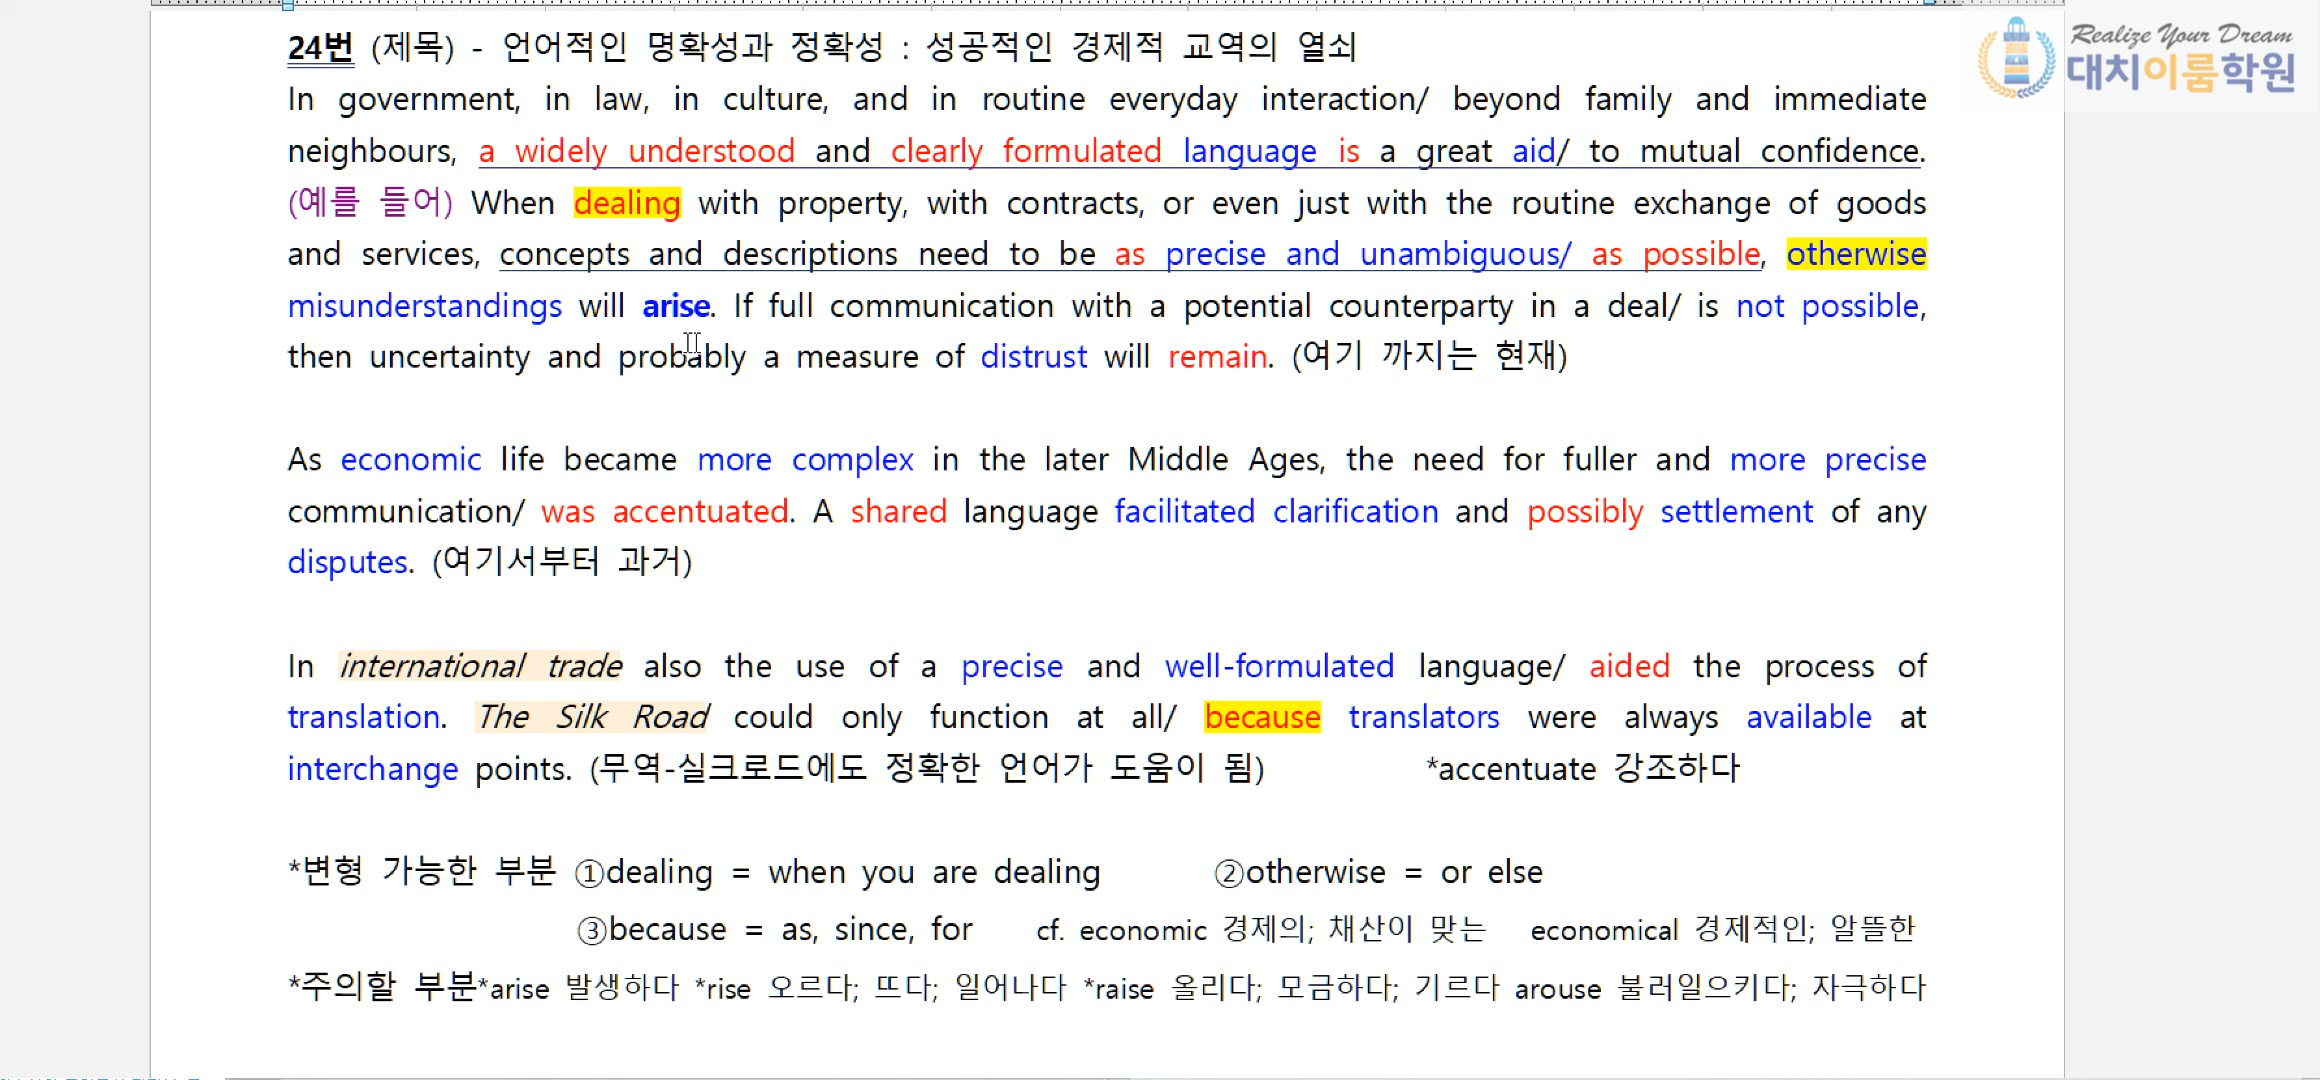 Realize Your Dream
대치이룸학원
24번 (제목) - 언어적인 명확성과 정확성 : 성공적인 경제적 교역의 열쇠
In government, in law, in culture, and in routine everyday interaction/ beyond family and immediate
neighbours, a widely understood and clearly formulated language is a great aid/ to mutual confidence.
(예를 들어) When dealing with property, with contracts, or even just with the routine exchange of goods
and services, concepts and descriptions need to be as precise and unambiguous/ as possible, otherwise
misunderstandings will arise. If full communication with a potential counterparty in a deal/ is not possible,
then uncertainty and probably a measure of distrust will remain. (여기 까지는 현재)
As economic life became more complex in the later Middle Ages, the need for fuller and more precise
communication/ was accentuated. A shared language facilitated clarification and possibly settlement of any
disputes. (여기서부터 과거)
In international trade also the use of a precise and well-formulated language/ aided the process of
translation. The Silk Road could only function at all/ because translators were always available at
interchange points. (무역-실크로드에도 정확한 언어가 도움이 됨) *accentuate 강조하다
*변형 가능한 부분 ①dealing = when you are dealing ②otherwise = or else
③because = as, since, for cf. economic 경제의; 채산이 맞는 economical 경제적인; 알뜰한
*주의할 부분*arise 발생하다 *rise 오르다; 뜨다; 일어나다 *raise 올리다; 모금하다; 기르다 arouse 불러일으키다; 자극하다